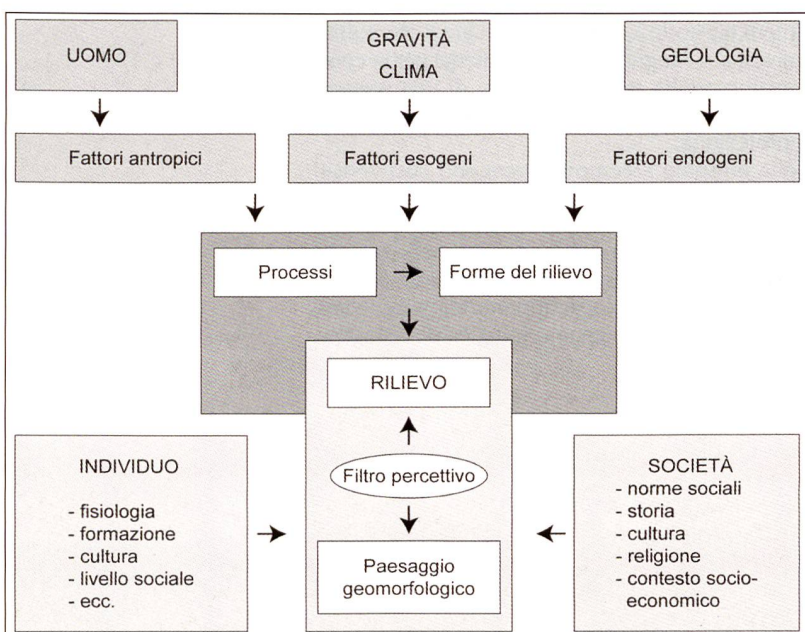 UOMO
GRAVITÀ
CLIMA
GEOLOGIA
Fattori antropici
Fattori esogeni
Fattori endogeni
Processi
Forme del rilievo
RILIEVO
Filtro percettivo
Paesaggio
geomorfologico
INDIVIDUO
- fisiologia
- formazione
- cultura
- livello sociale
- ecc.
SOCIETÀ
- norme sociali
- storia
- cultura
- religione
- contesto socio-
economico